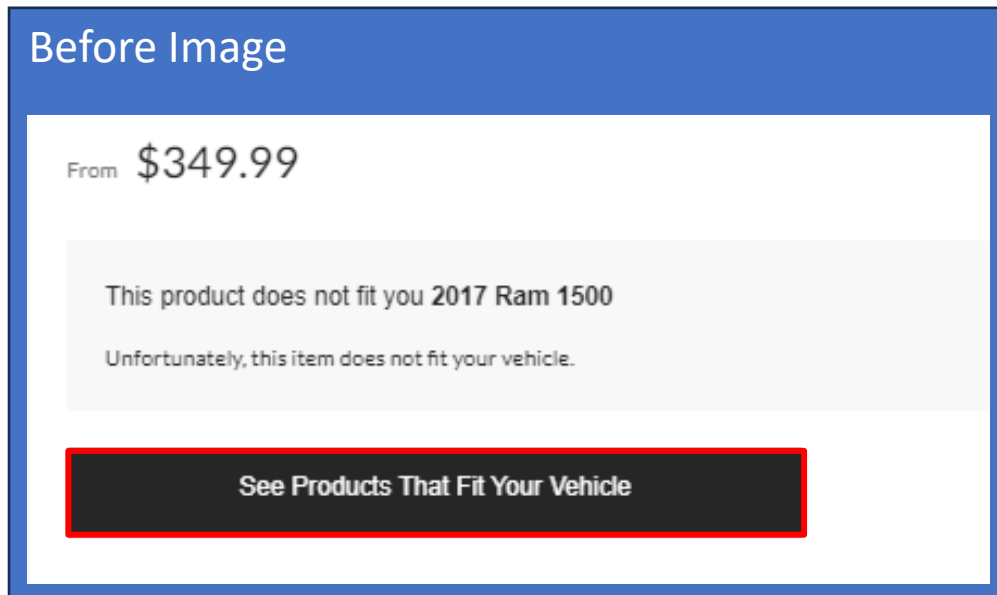 Before Image
From $349.99
This product does not fit you 2017 Ram 1500
Unfortunately, this item does not fit your vehicle.
See Products That Fit Your Vehicle